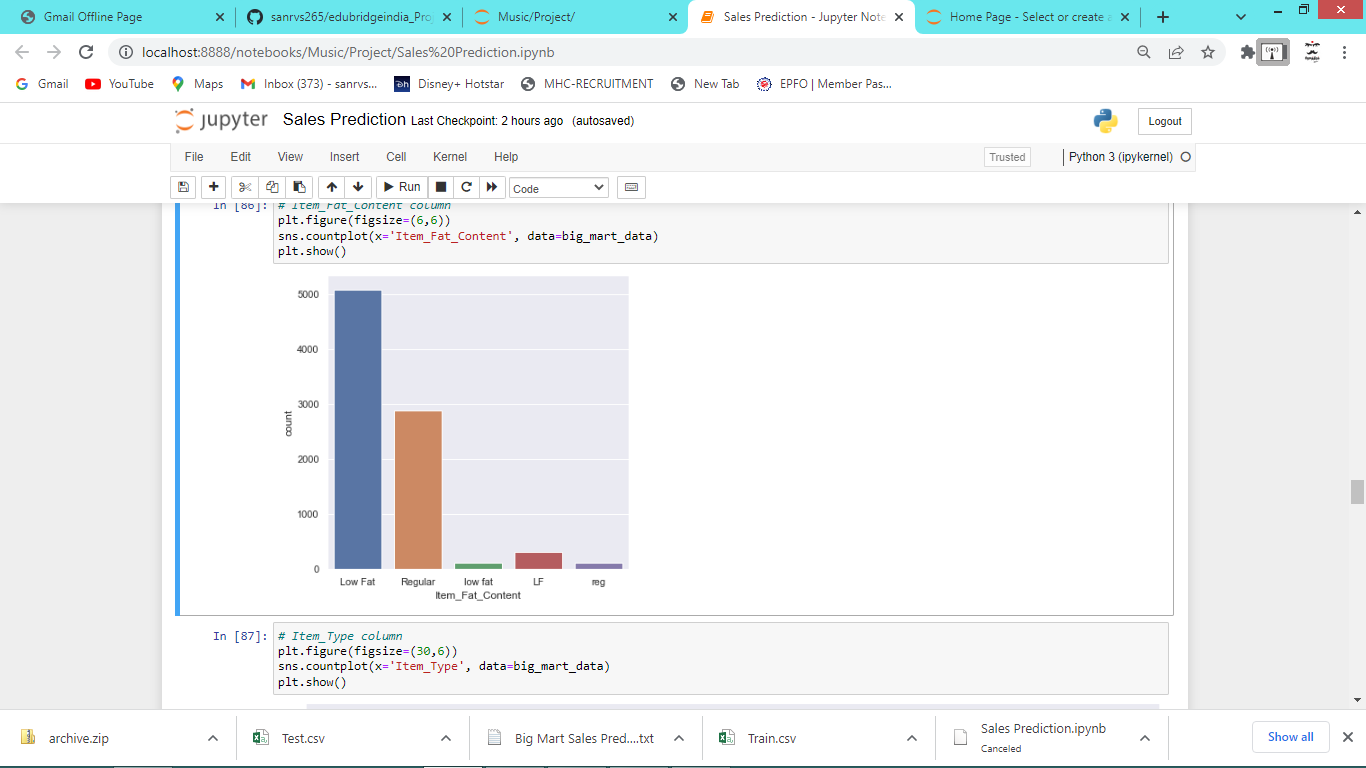 Gmail Offline Page
sanrvs265/edubridgeindia_Pro
Music/Project/
Sales Prediction - Jupyter Note
Home Page - Select or create a
localhost:8888/notebooks/Music/Project/Sales%20Prediction.ipynb
Gmail
YouTube
Maps
Inbox (373) - sanrvs...
Disney+ Hotstar
MHC-RECRUITMENT
New Tab
EPFO | Member Pas...
jupyter Sales Prediction Last Checkpoint: 2 hours ago (autosaved)
Logout
File Edit View Insert Cell Kernel Help
Trusted
Python 3 (ipykernel)
Run
Code
In [86]: # Item_Fat_Content column
plt.figure(figsize=(6,6))
sns.countplot(x='Item_Fat_Content', data=big_mart_data)
plt.show()
5000
4000
3000
2000
1000
0
count
Low Fat Regular low fat LF reg
Item_Fat_Content
In [87]: # Item_Type column
plt.figure(figsize=(30,6))
sns.countplot(x='Item_Type', data=big_mart_data)
plt.show()
archive.zip
Test.csv
Big Mart Sales Pred....txt
Train.csv
Sales Prediction.ipynb
Canceled
Show all